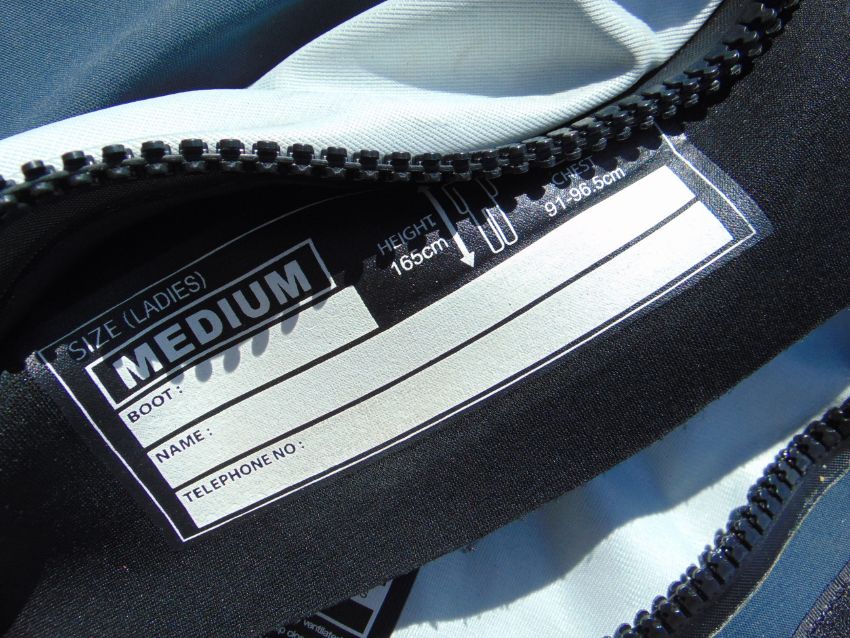 SIZE (LADIES)
MEDIUM
HEIGHT
165cm
CHEST
91-96.5cm
BOOT :
NAME :
TELEPHONE NO :